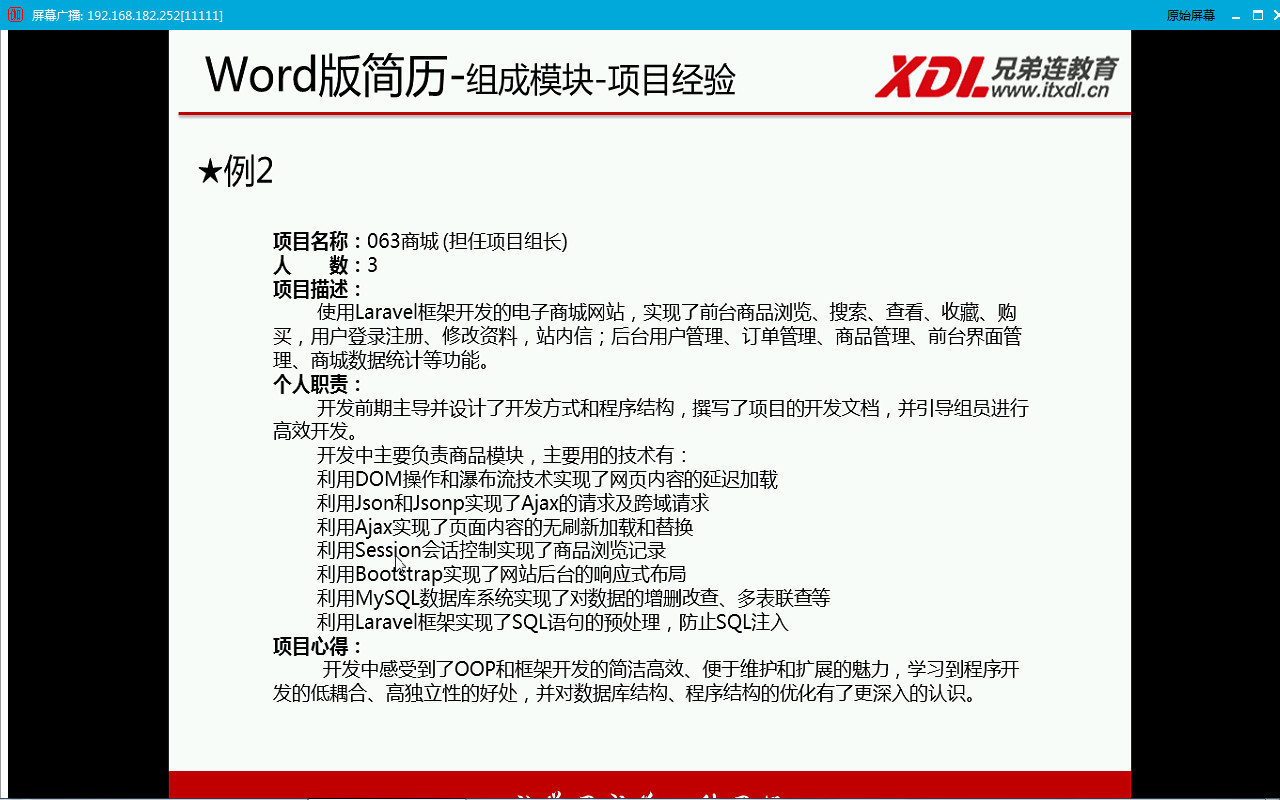 屏幕广播: 192.168.182.252[11111]
原始屏幕
Word版简历-组成模块-项目经验
XDL兄弟连教育
www.itxdl.cn
★例2
项目名称：063商城 (担任项目组长)
人 数：3
项目描述：
使用Laravel框架开发的电子商城网站，实现了前台商品浏览、搜索、查看、收藏、购
买，用户登录注册、修改资料，站内信；后台用户管理、订单管理、商品管理、前台界面管
理、商城数据统计等功能。
个人职责：
开发前期主导并设计了开发方式和程序结构，撰写了项目的开发文档，并引导组员进行
高效开发。
开发中主要负责商品模块，主要用的技术有：
利用DOM操作和瀑布流技术实现了网页内容的延迟加载
利用Json和Jsonp实现了Ajax的请求及跨域请求
利用Ajax实现了页面内容的无刷新加载和替换
利用Session会话控制实现了商品浏览记录
利用Bootstrap实现了网站后台的响应式布局
利用MySQL数据库系统实现了对数据的增删改查、多表联查等
利用Laravel框架实现了SQL语句的预处理，防止SQL注入
项目心得：
开发中感受到了OOP和框架开发的简洁高效、便于维护和扩展的魅力，学习到程序开
发的低耦合、高独立性的好处，并对数据库结构、程序结构的优化有了更深入的认识。